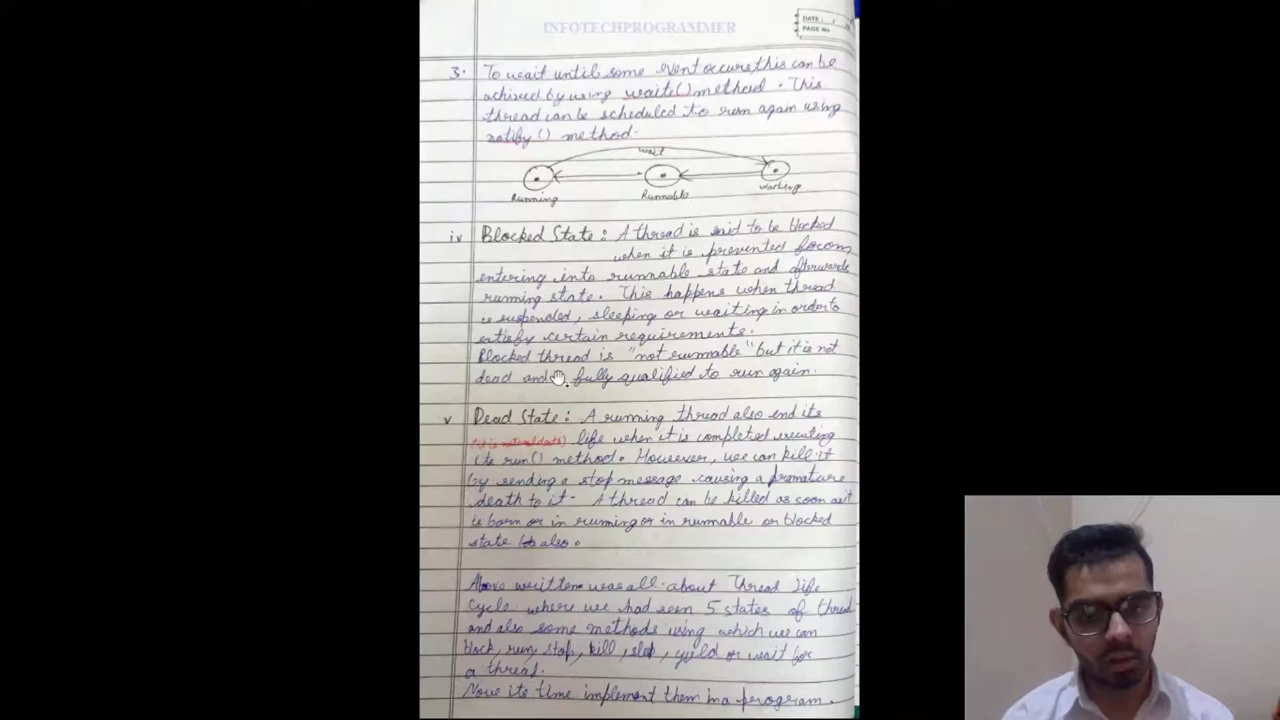 INFOTECHPROGRAMMER
DATE: / /
PAGE No
3. To wait until some event occurs, this can be
achived by using waite() method. This
thread can be scheduled to run again using
notify() method.
wait
Running Runnable Waiting
iv Blocked State: A thread is said to be blocked
when it is prevented from
entering into runnable state and afterwards
running state. This happens when thread
is suspended, sleeping or waiting in order to
satisfy certain requirements.
Blocked thread is "not runnable" but it is not
dead and fully qualified to run again.
v Dead State: A running thread also end its
life when it is completed executing
its run() method. However, we can kill it
by sending a stop message causing a premature
death to it. A thread can be killed as soon as it
is born or in running or in runnable or blocked
state also.
Above written was all about Thread life
cycle where we had seen 5 states of thread
and also some methods using which we can
block, run, stop, kill, slep, yield or wait for
a thread.
Now its time implement them in a program.